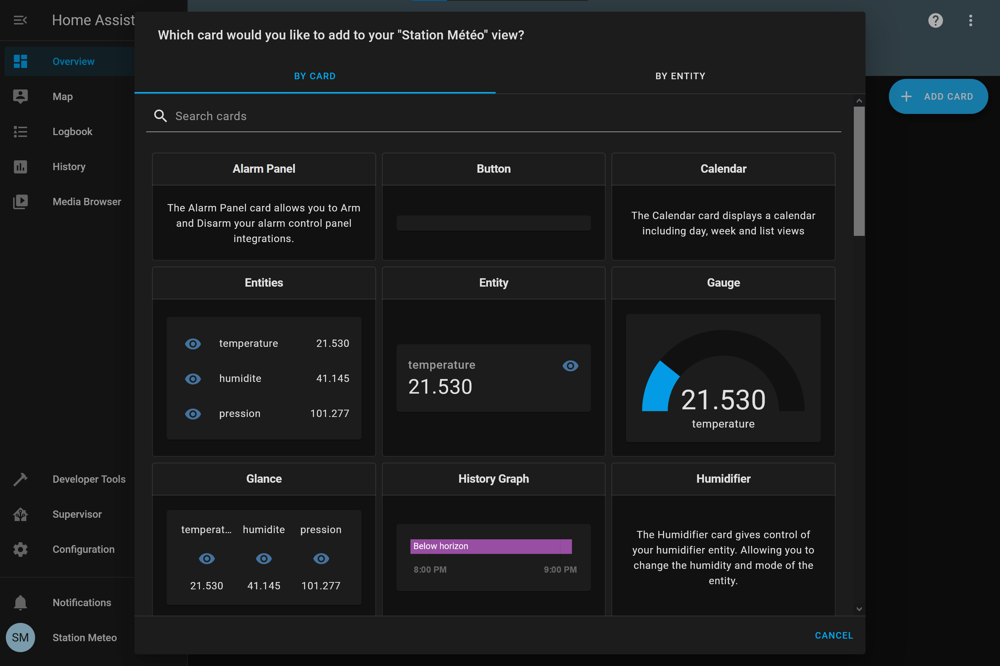 Home Assist
Overview
Map
Logbook
History
Media Browser
Developer Tools
Supervisor
Configuration
Notifications
SM
Station Meteo
ADD CARD
Which card would you like to add to your "Station Météo" view?
BY CARD
BY ENTITY
Search cards
Alarm Panel
The Alarm Panel card allows you to Arm
and Disarm your alarm control panel
integrations.
Button
Calendar
The Calendar card displays a calendar
including day, week and list views
Entities
temperature 21.530
humidite 41.145
pression 101.277
Entity
temperature
21.530
Gauge
21.530
temperature
Glance
temperat... humidite pression
21.530 41.145 101.277
History Graph
Below horizon
8:00 PM 9:00 PM
Humidifier
The Humidifier card gives control of
your humidifier entity. Allowing you to
change the humidity and mode of the
entity.
CANCEL